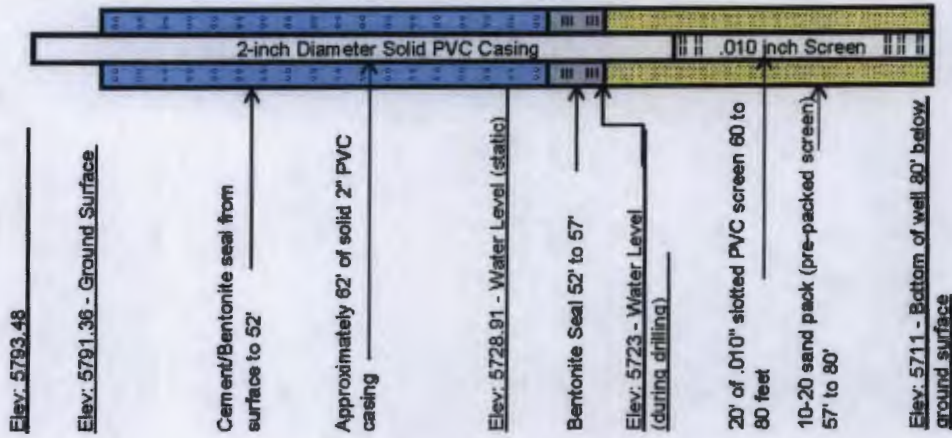 2-inch Diameter Solid PVC Casing
.010 inch Screen
Elev: 5793.48
Elev: 5791.36 - Ground Surface
Cement/Bentonite seal from
surface to 52'
Approximately 62' of solid 2" PVC
casing
Elev: 5728.91 - Water Level (static)
Bentonite Seal 52' to 57'
Elev: 5723 - Water Level
(during drilling)
20' of .010" slotted PVC screen 60 to
80 feet
10-20 sand pack (pre-packed screen)
57' to 80'
Elev: 5711 - Bottom of well 80' below
ground surface